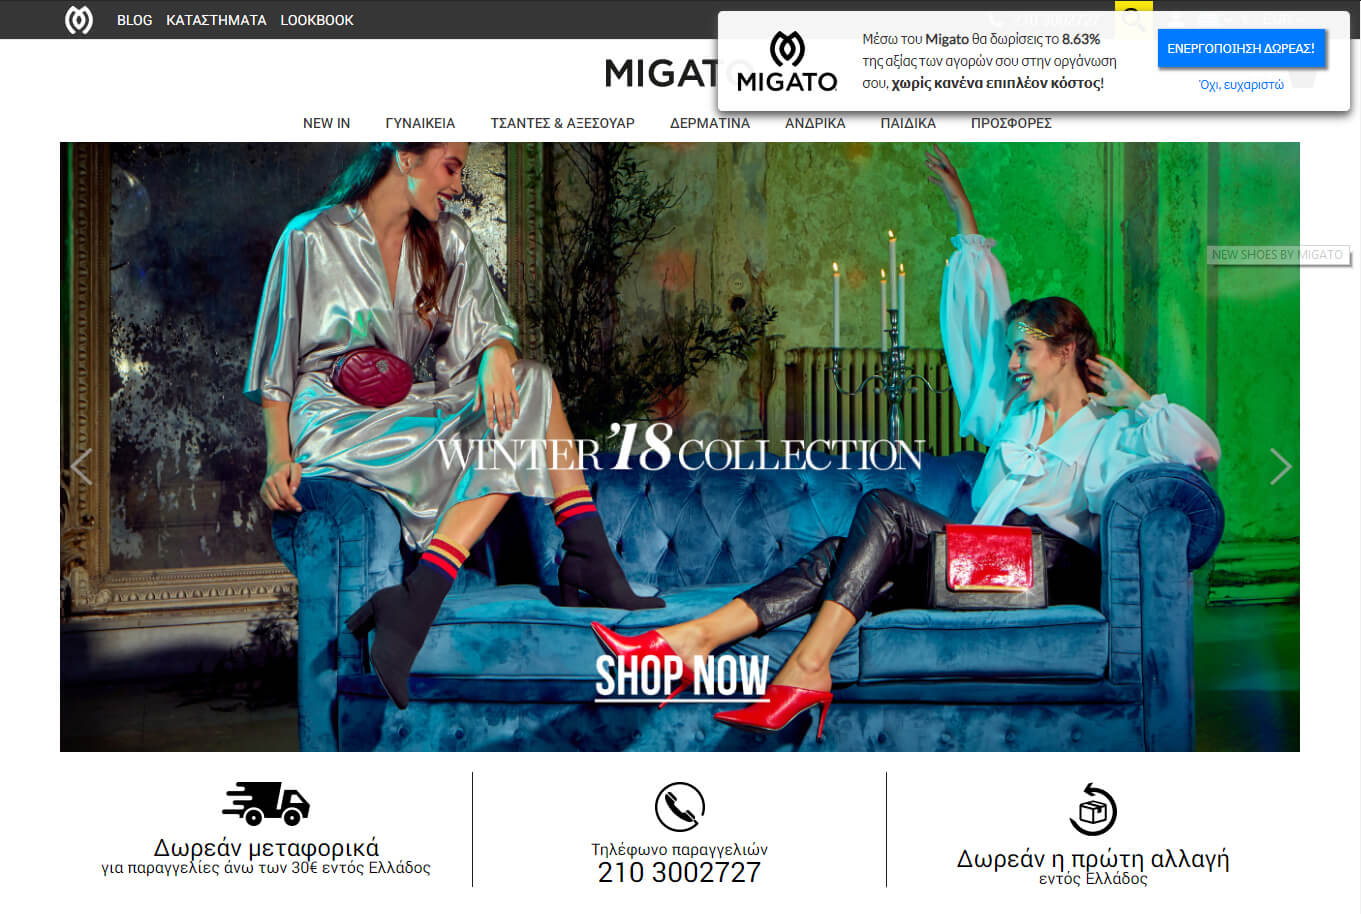 BLOG ΚΑΤΑΣΤΗΜΑΤΑ LOOKBOOK
210 3002727
MIGATO
MIGATO
Μέσω του Migato θα δωρίσεις το 8.63%
της αξίας των αγορών σου στην οργάνωση
σου, χωρίς κανένα επιπλέον κόστος!
ΕΝΕΡΓΟΠΟΙΗΣΗ ΔΩΡΕΑΣ!
Όχι, ευχαριστώ
NEW IN ΓΥΝΑΙΚΕΙΑ ΤΣΑΝΤΕΣ & ΑΞΕΣΟΥΑΡ ΔΕΡΜΑΤΙΝΑ ΑΝΔΡΙΚΑ ΠΑΙΔΙΚΑ ΠΡΟΣΦΟΡΕΣ
NEW SHOES BY MIGATO
WINTER '18 COLLECTION
SHOP NOW
Δωρεάν μεταφορικά
για παραγγελίες άνω των 30€ εντός Ελλάδος
Τηλέφωνο παραγγελιών
210 3002727
Δωρεάν η πρώτη αλλαγή
εντός Ελλάδος